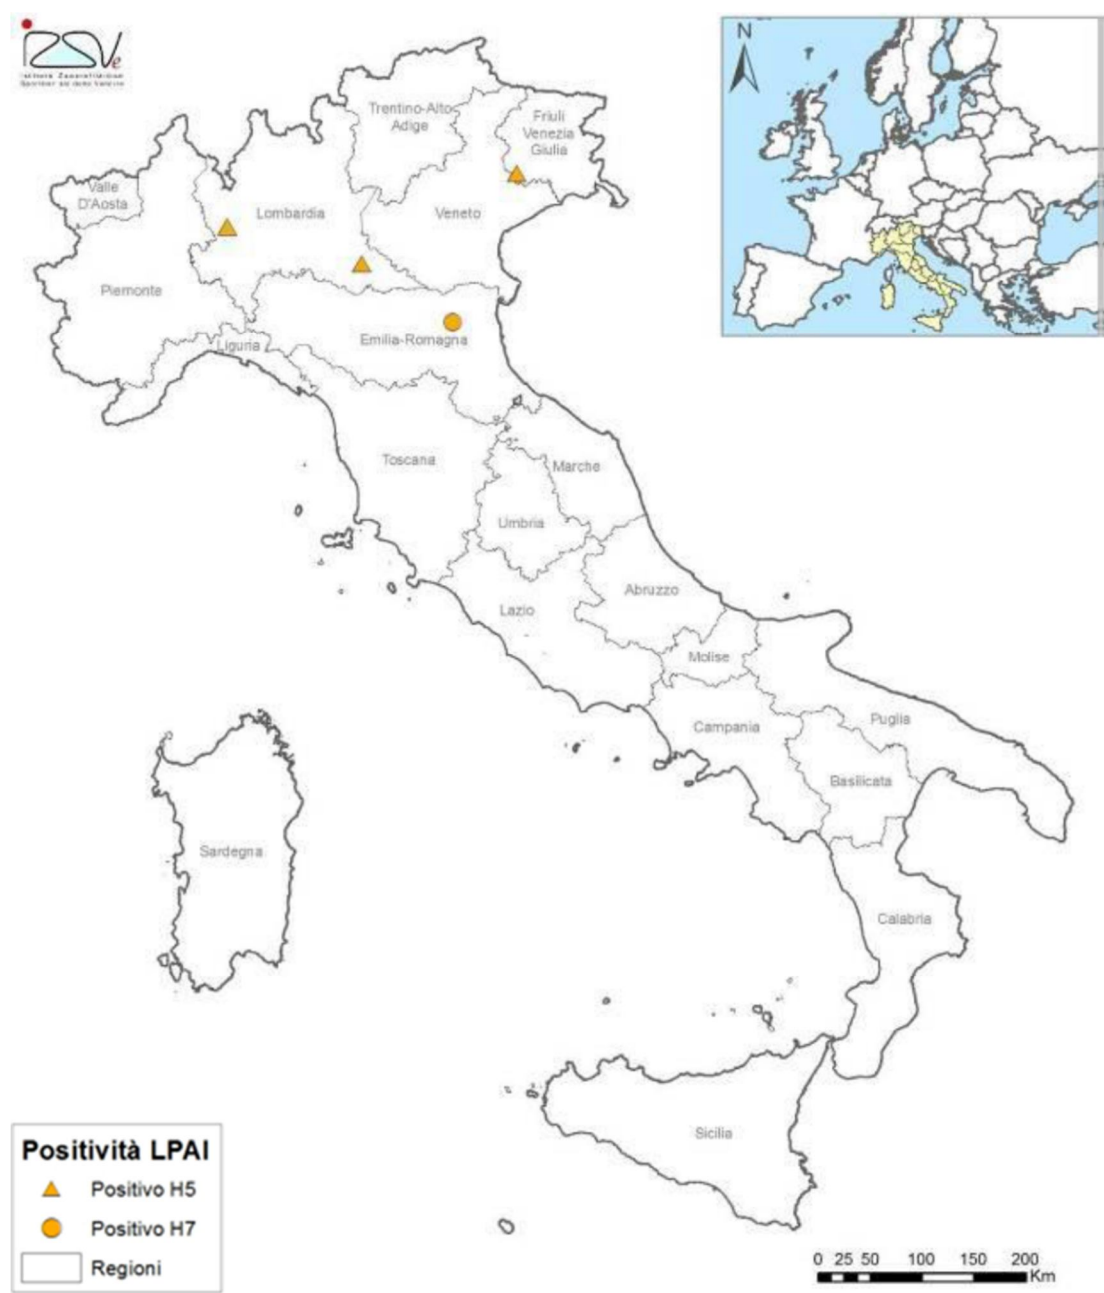 IZSVe
N
Trentino-Alto
Adige
Friuli
Venezia
Giulia
Valle
D'Aosta
Lombardia
Veneto
Piemonte
Emilia-Romagna
Liguria
Toscana
Marche
Umbria
Abruzzo
Lazio
Molise
Puglia
Campania
Basilicata
Sardegna
Calabria
Sicilia
Positività LPAI
Positivo H5
Positivo H7
Regioni
0 25 50 100 150 200
Km